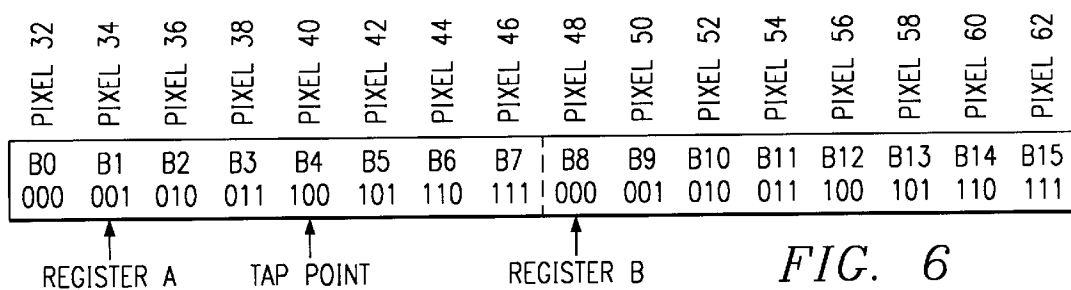 PIXEL 32 PIXEL 34 PIXEL 36 PIXEL 38 PIXEL 40 PIXEL 42 PIXEL 44 PIXEL 46 PIXEL 48 PIXEL 50 PIXEL 52 PIXEL 54 PIXEL 56 PIXEL 58 PIXEL 60 PIXEL 62
B0 B1 B2 B3 B4 B5 B6 B7 B8 B9 B10 B11 B12 B13 B14 B15
000 001 010 011 100 101 110 111 000 001 010 011 100 101 110 111
REGISTER A TAP POINT REGISTER B FIG. 6